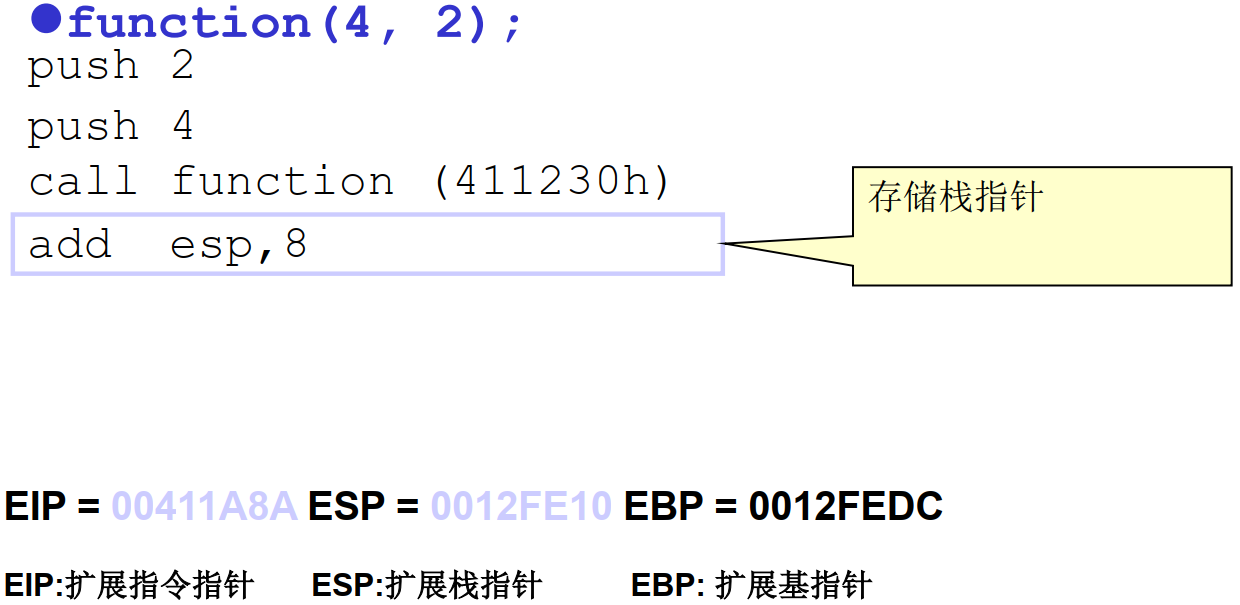 ●function(4, 2);
push 2
push 4
call function (411230h)
add esp,8
存储栈指针
EIP = 00411A8A ESP = 0012FE10 EBP = 0012FEDC
EIP:扩展指令指针 ESP:扩展栈指针 EBP: 扩展基指针